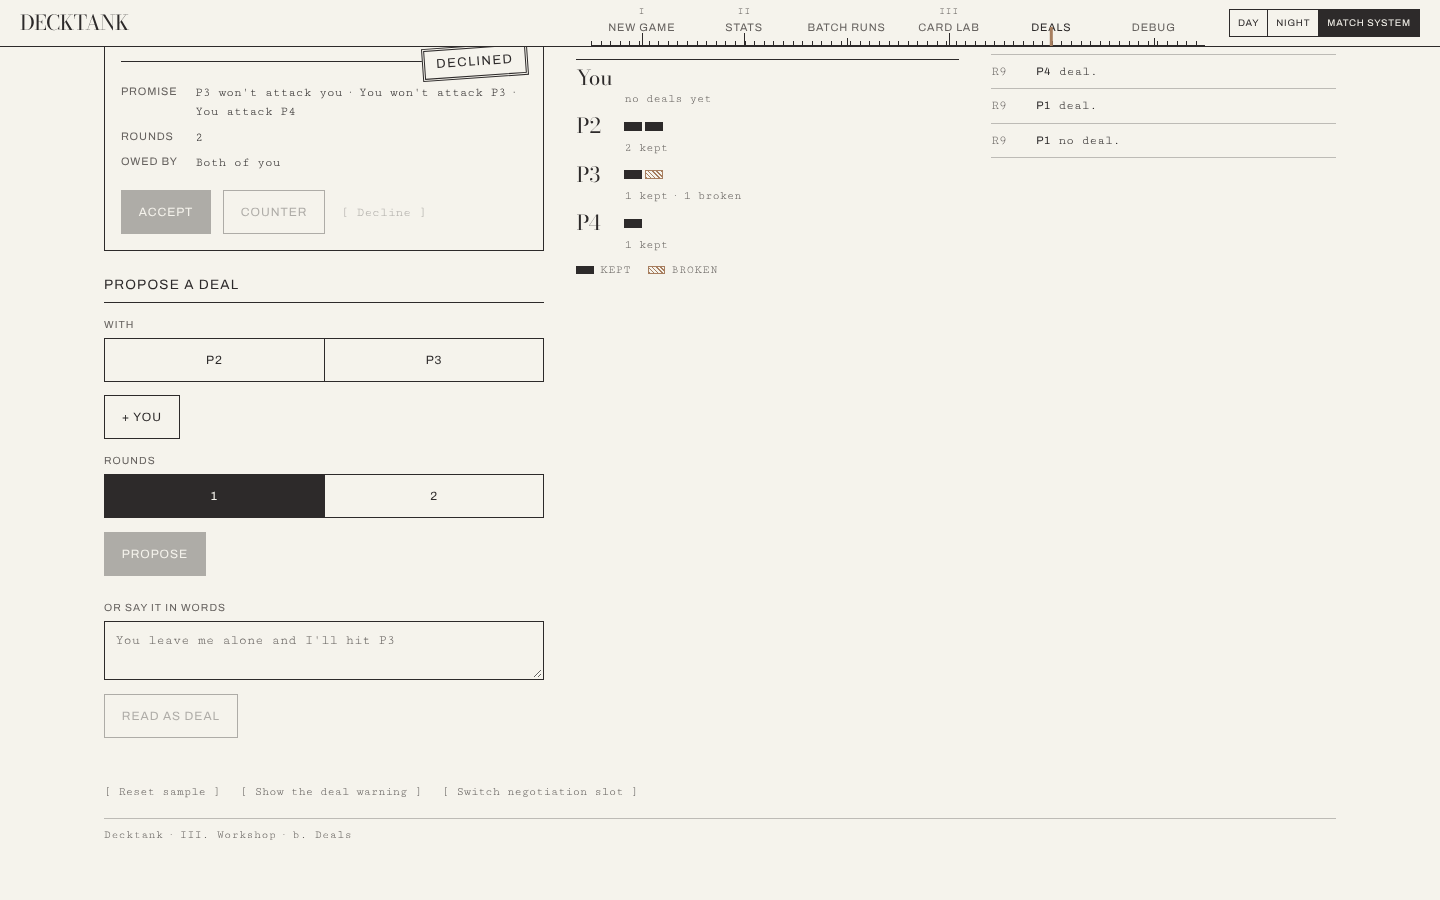 DECKTANK
I
NEW GAME
II
STATS
BATCH RUNS
III
CARD LAB
DEALS
DEBUG
DAY
NIGHT
MATCH SYSTEM
DECLINED
PROMISE P3 won't attack you · You won't attack P3 ·
You attack P4
ROUNDS 2
OWED BY Both of you
ACCEPT
COUNTER
[ Decline ]
PROPOSE A DEAL
WITH
P2
P3
+ YOU
ROUNDS
1
2
PROPOSE
OR SAY IT IN WORDS
You leave me alone and I'll hit P3
READ AS DEAL
You
no deals yet
P2
2 kept
P3
1 kept · 1 broken
P4
1 kept
KEPT
BROKEN
R9 P4 deal.
R9 P1 deal.
R9 P1 no deal.
[ Reset sample ] [ Show the deal warning ] [ Switch negotiation slot ]
Decktank · III. Workshop · b. Deals